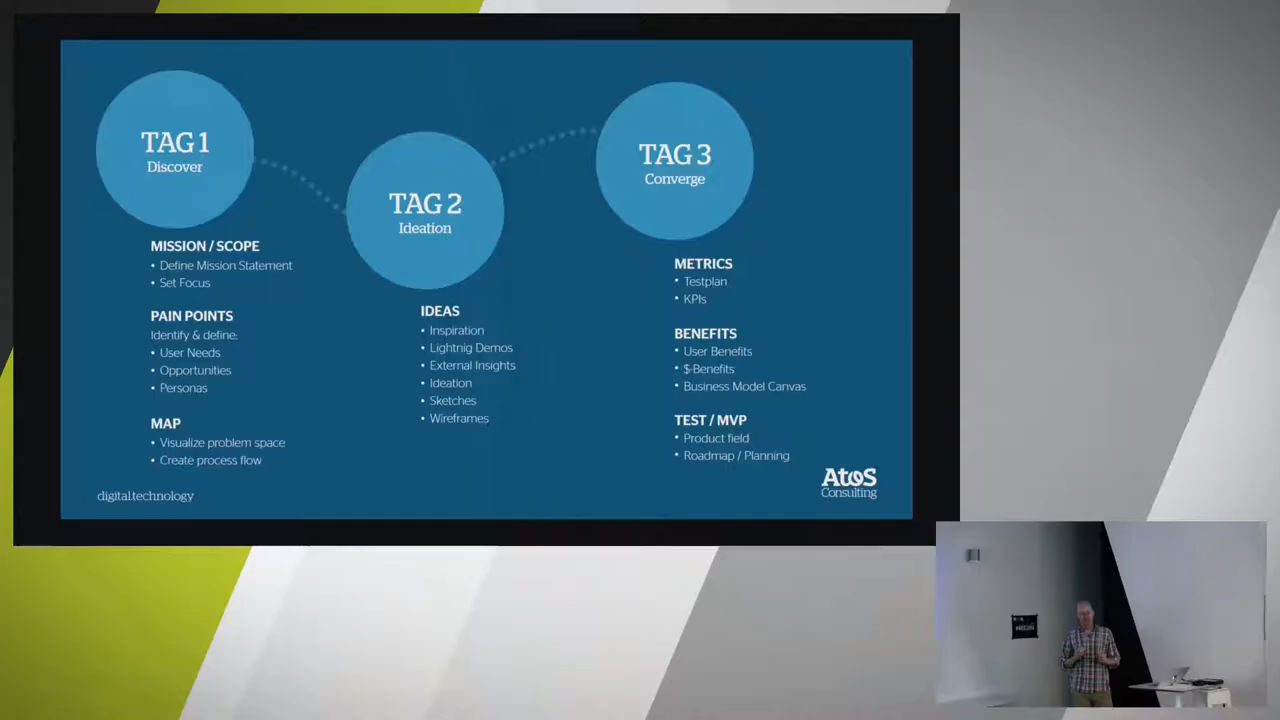 TAG 1
Discover
MISSION / SCOPE
• Define Mission Statement
• Set Focus
PAIN POINTS
Identify & define:
• User Needs
• Opportunities
• Personas
MAP
• Visualize problem space
• Create process flow
TAG 2
Ideation
IDEAS
• Inspiration
• Lightnig Demos
• External Insights
• Ideation
• Sketches
• Wireframes
TAG 3
Converge
METRICS
• Testplan
• KPIs
BENEFITS
• User Benefits
• $-Benefits
• Business Model Canvas
TEST / MVP
• Product field
• Roadmap / Planning
digital.technology
Atos
Consulting